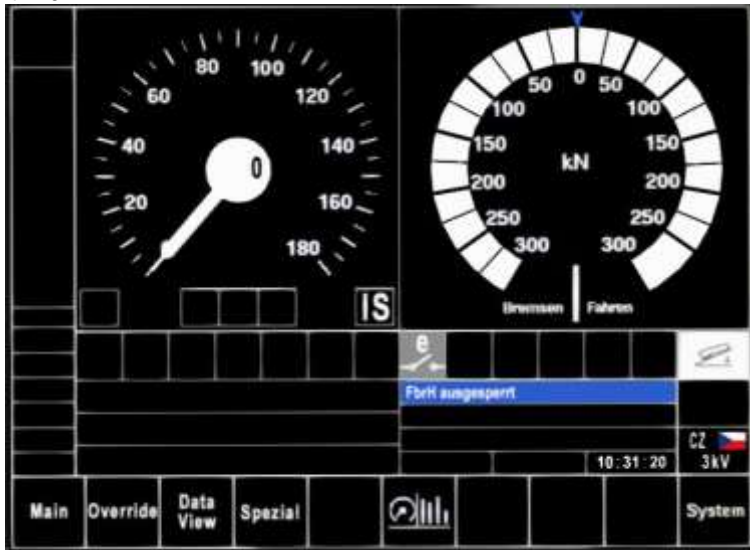 80 100
60 120
40 140
20 160
180
0
IS
50 0 50
100 100
150 150
200 200
250 250
300 300
kN
Bremsen Fahren
e
FbrH ausgesperrt
CZ
10:31:20 3kV
Main Override Data View Spezial System